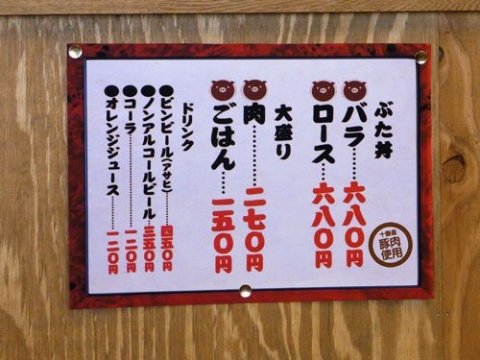 ぶた丼
バラ……六八〇円
ロース……六八〇円
大盛り
肉……二七〇円
ごはん……一五〇円
ドリンク
●ビンビール(アサヒ)……四五〇円
●ノンアルコールビール…三五〇円
●コーラ……一二〇円
●オレンジジュース……一二〇円
十勝産
豚肉
使用